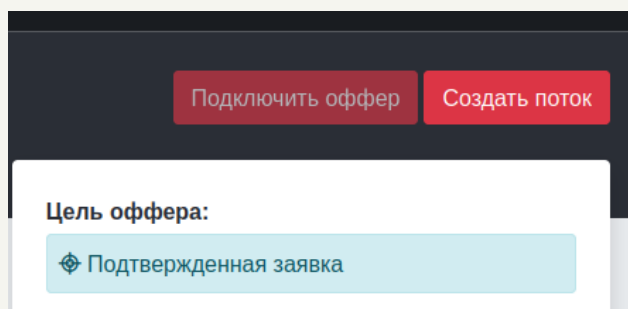 Подключить оффер
Создать поток
Цель оффера:
Подтвержденная заявка